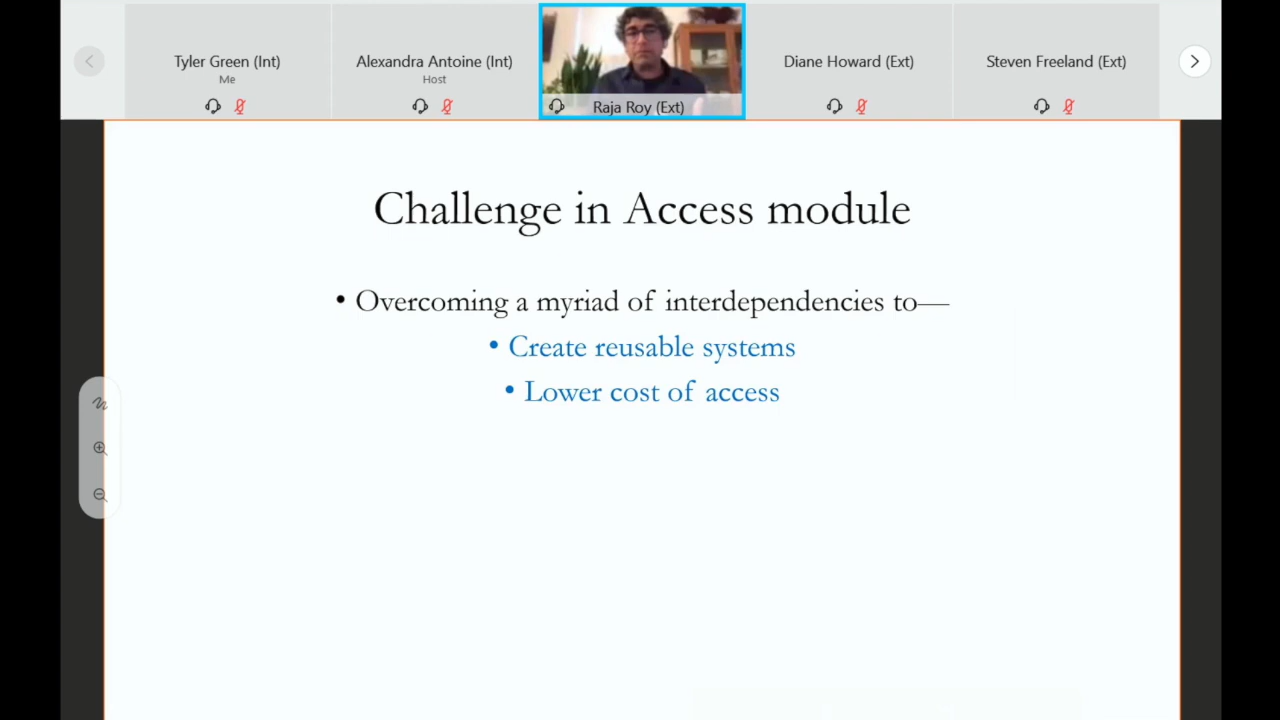 Tyler Green (Int)
Me
Alexandra Antoine (Int)
Host
Raja Roy (Ext)
Diane Howard (Ext)
Steven Freeland (Ext)
Challenge in Access module
• Overcoming a myriad of interdependencies to—
• Create reusable systems
• Lower cost of access